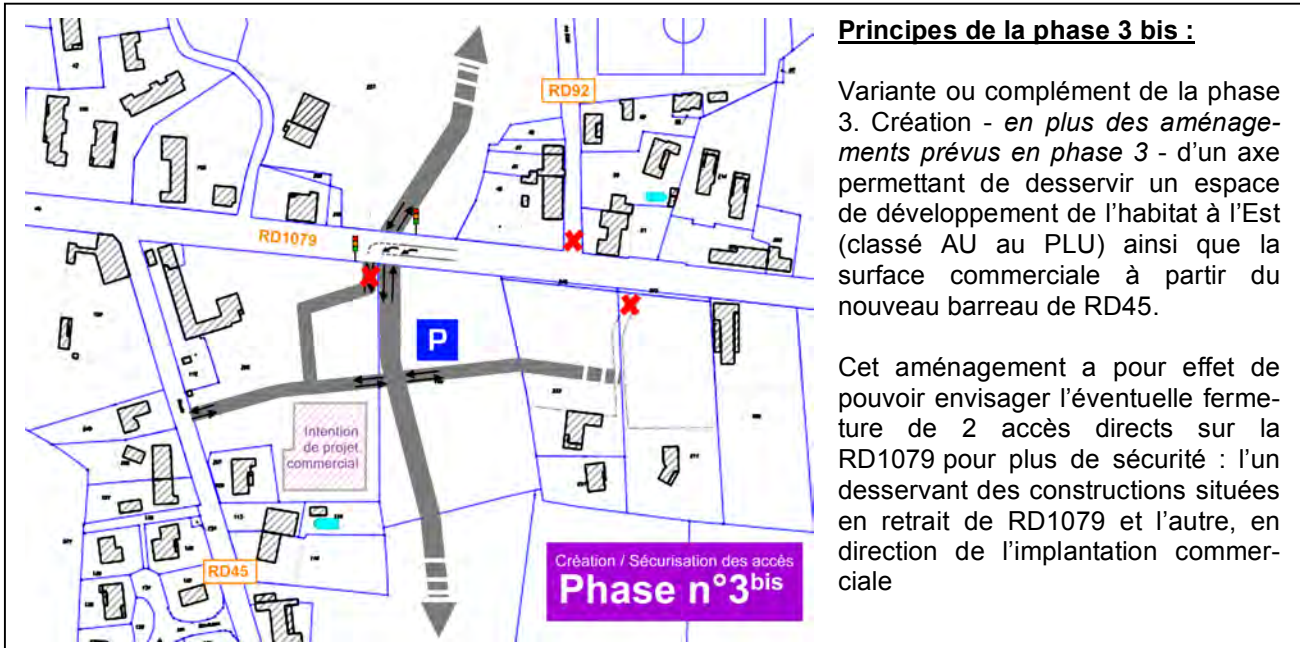 RD92
RD1079
P
Intention
de projet
commercial
RD45
Création / Sécurisation des accès
Phase n°3bis
Principes de la phase 3 bis :
Variante ou complément de la phase
3. Création - en plus des aménage-
ments prévus en phase 3 - d’un axe
permettant de desservir un espace
de développement de l’habitat à l’Est
(classé AU au PLU) ainsi que la
surface commerciale à partir du
nouveau barreau de RD45.
Cet aménagement a pour effet de
pouvoir envisager l’éventuelle ferme-
ture de 2 accès directs sur la
RD1079 pour plus de sécurité : l’un
desservant des constructions situées
en retrait de RD1079 et l’autre, en
direction de l’implantation commer-
ciale